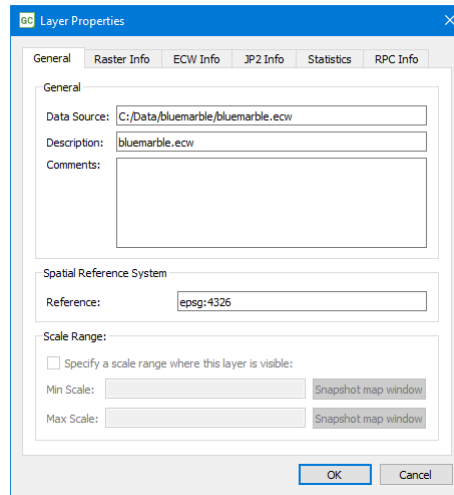 GC Layer Properties
General Raster Info ECW Info JP2 Info Statistics RPC Info
General
Data Source: C:/Data/bluemarble/bluemarble.ecw
Description: bluemarble.ecw
Comments:
Spatial Reference System
Reference: epsg:4326
Scale Range:
Specify a scale range where this layer is visible:
Min Scale: Snapshot map window
Max Scale: Snapshot map window
OK Cancel